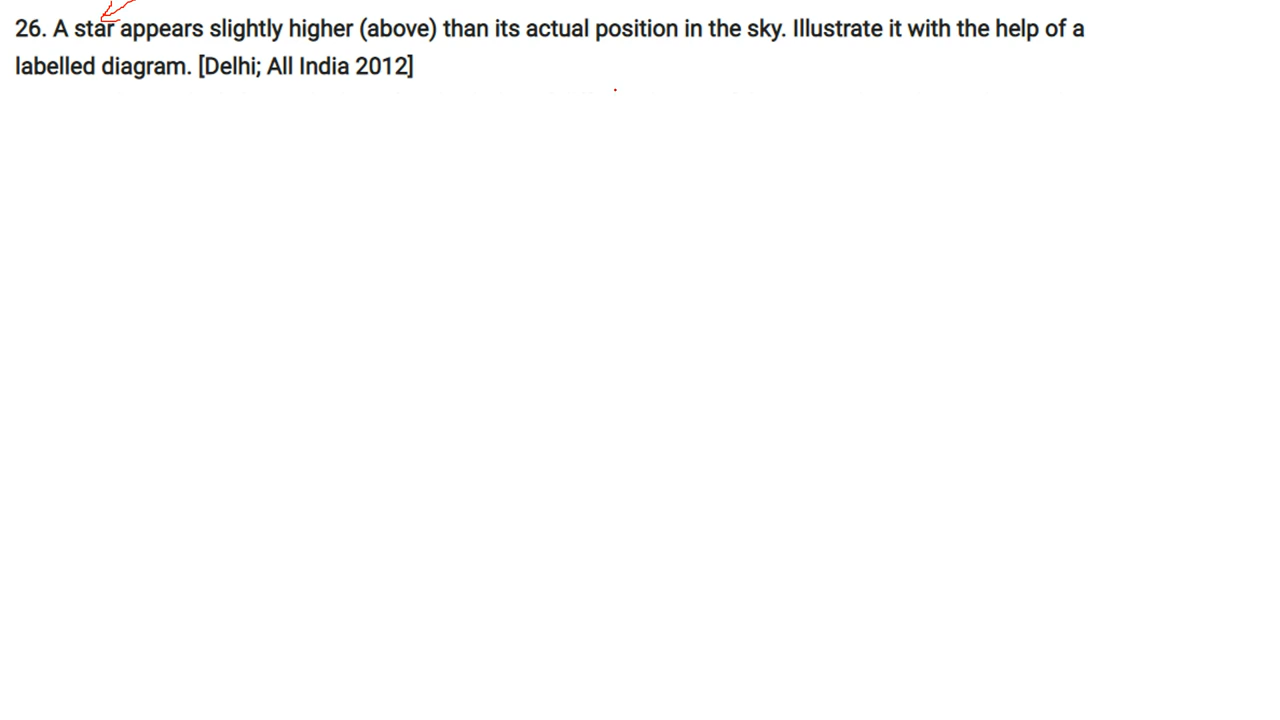 26. A star appears slightly higher (above) than its actual position in the sky. Illustrate it with the help of a
labelled diagram. [Delhi; All India 2012]